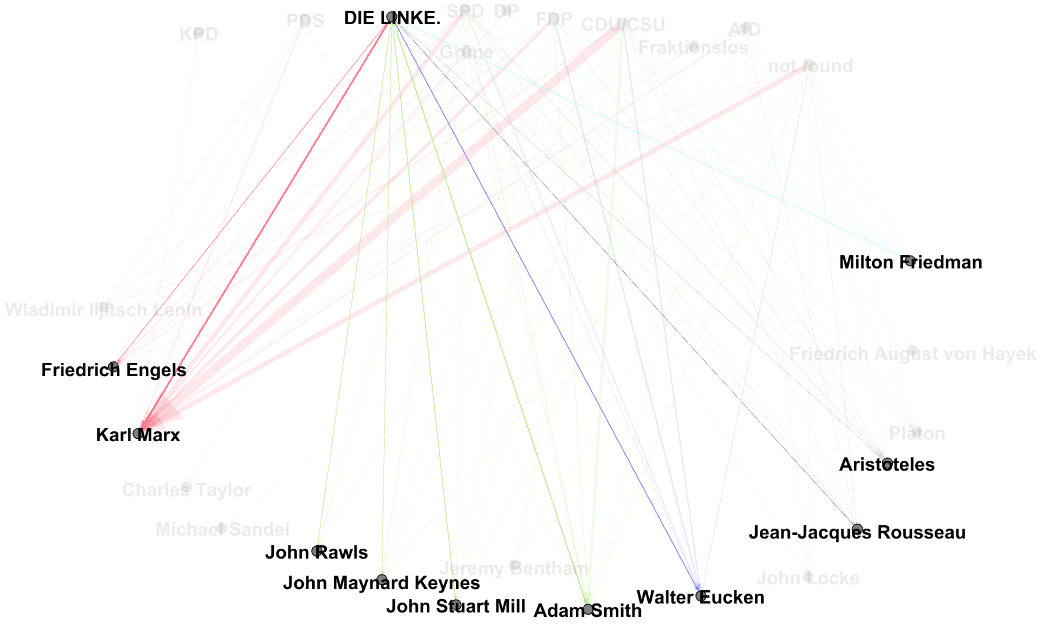 KPD
PDS
DIE LINKE.
SPD
DP
FDP
CDU/CSU
AfD
Grüne
Fraktionslos
not found
Milton Friedman
Wladimir Iljitsch Lenin
Friedrich August von Hayek
Friedrich Engels
Karl Marx
Platon
Aristoteles
Charles Taylor
Michael Sandel
Jean-Jacques Rousseau
John Rawls
Jeremy Bentham
John Locke
John Maynard Keynes
Walter Eucken
John Stuart Mill
Adam Smith